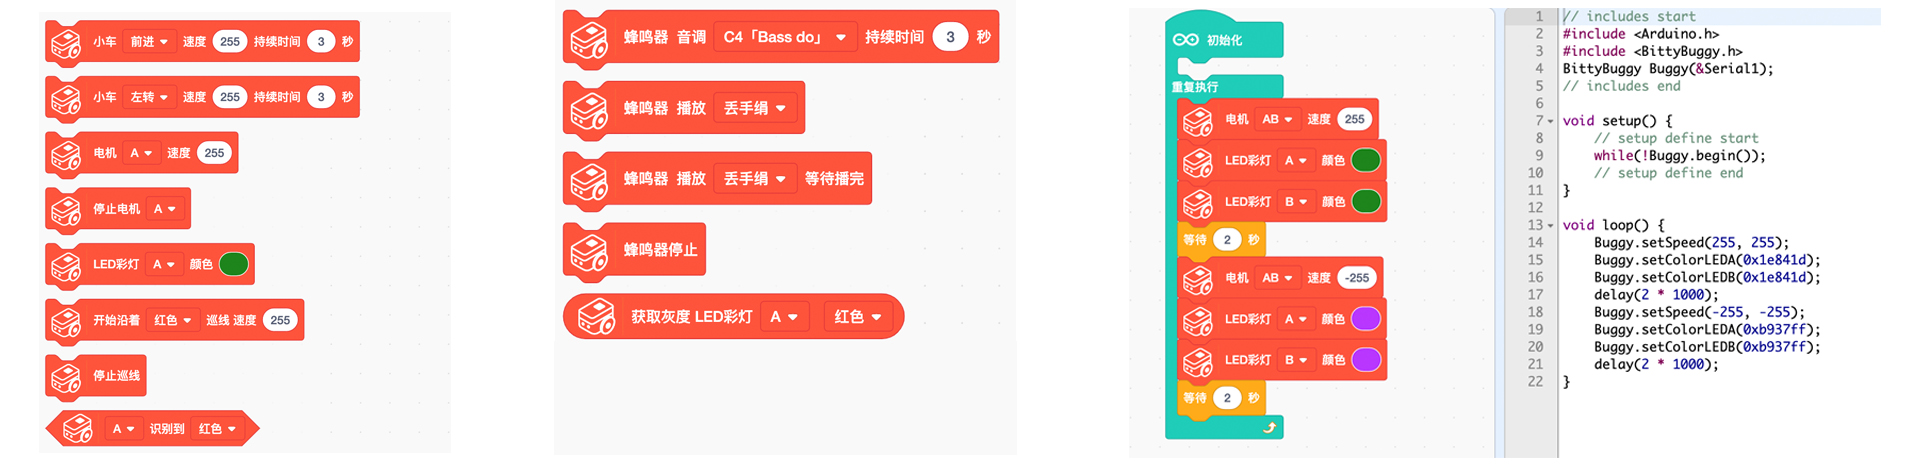 小车 前进 速度 255 持续时间 3 秒
小车 左转 速度 255 持续时间 3 秒
电机 A 速度 255
停止电机 A
LED彩灯 A 颜色
开始沿着 红色 巡线 速度 255
停止巡线
A 识别到 红色
蜂鸣器 音调 C4「Bass do」 持续时间 3 秒
蜂鸣器 播放 丢手绢
蜂鸣器 播放 丢手绢 等待播完
蜂鸣器停止
获取灰度 LED彩灯 A 红色
初始化
重复执行
电机 AB 速度 255
LED彩灯 A 颜色
LED彩灯 B 颜色
等待 2 秒
电机 AB 速度 -255
LED彩灯 A 颜色
LED彩灯 B 颜色
等待 2 秒
1 // includes start
2 #include <Arduino.h>
3 #include <BittyBuggy.h>
4 BittyBuggy Buggy(&Serial1);
5 // includes end
6
7 void setup() {
8 // setup define start
9 while(!Buggy.begin());
10 // setup define end
11 }
12
13 void loop() {
14 Buggy.setSpeed(255, 255);
15 Buggy.setColorLEDA(0x1e841d);
16 Buggy.setColorLEDB(0x1e841d);
17 delay(2 * 1000);
18 Buggy.setSpeed(-255, -255);
19 Buggy.setColorLEDA(0xb937ff);
20 Buggy.setColorLEDB(0xb937ff);
21 delay(2 * 1000);
22 }